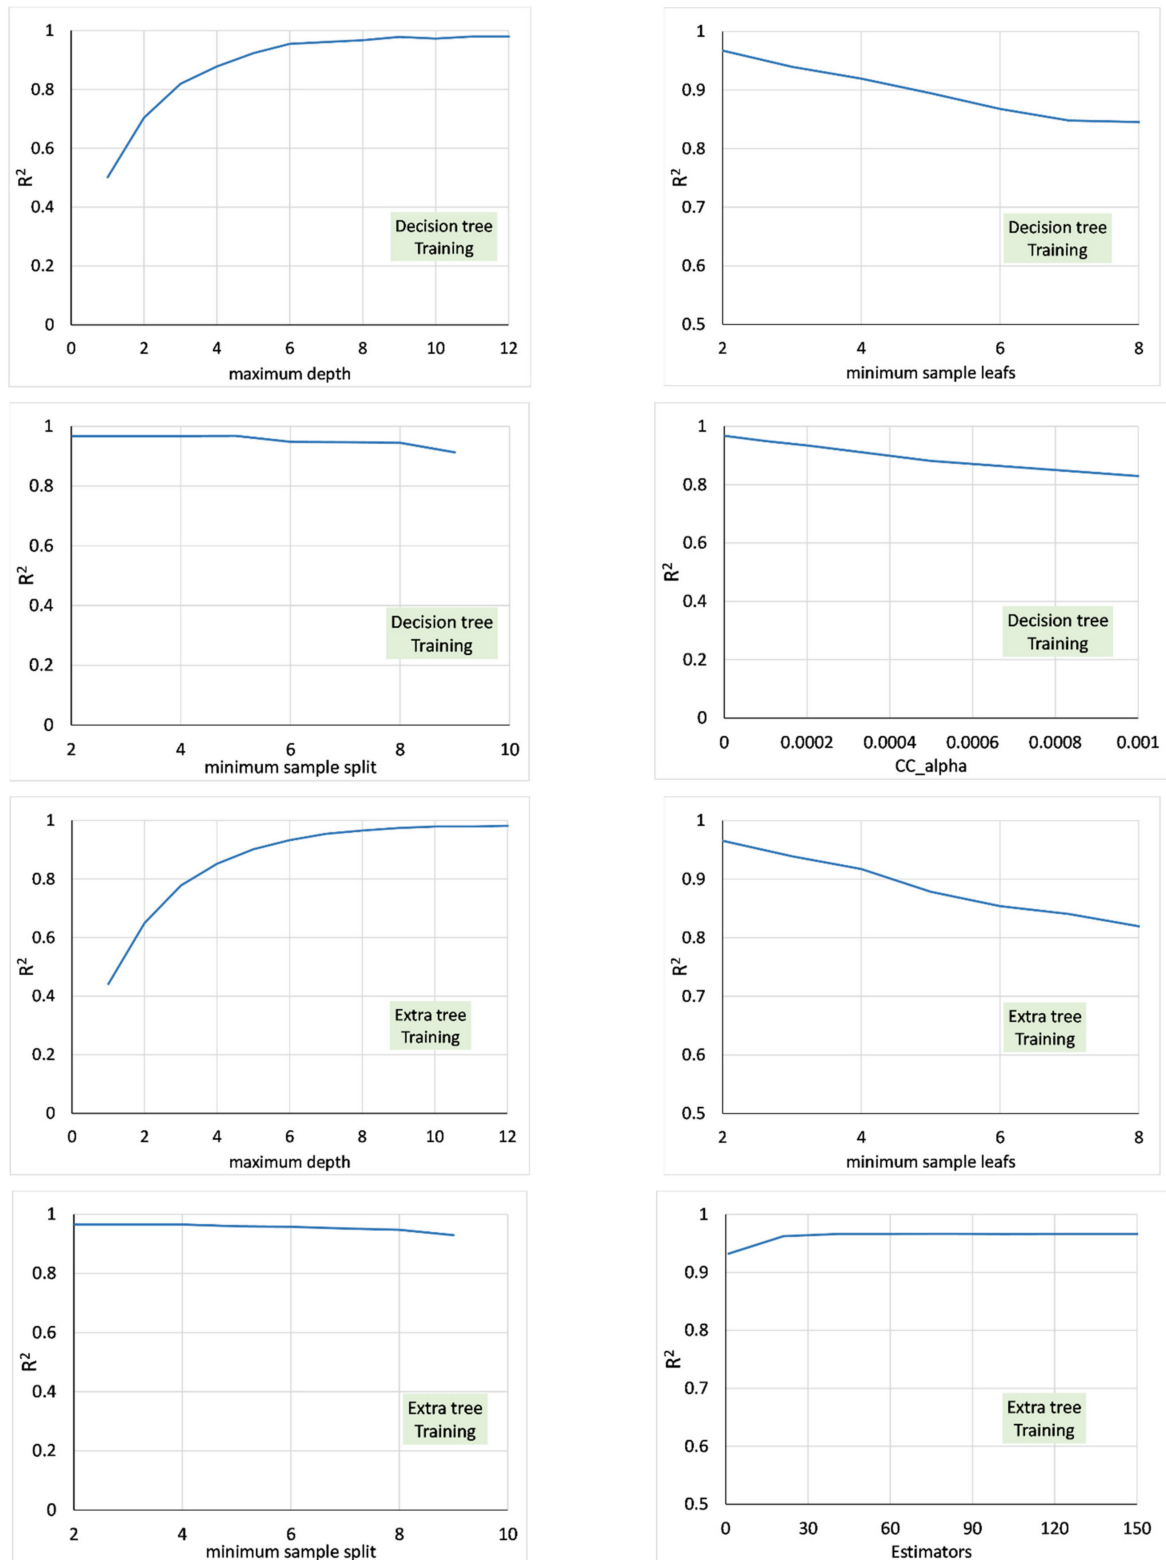 1
0.8
0.6
R²
0.4
Decision tree
Training
0.2
0
0 2 4 6 8 10 12
maximum depth
1
0.9
0.8
R²
0.7
Decision tree
Training
0.6
0.5
2 4 6 8
minimum sample leafs
1
0.8
0.6
R²
0.4
Decision tree
Training
0.2
0
2 4 6 8 10
minimum sample split
1
0.8
0.6
R²
0.4
Decision tree
Training
0.2
0
0 0.0002 0.0004 0.0006 0.0008 0.001
CC_alpha
1
0.8
0.6
R²
0.4
Extra tree
Training
0.2
0
0 2 4 6 8 10 12
maximum depth
1
0.9
0.8
R²
0.7
Extra tree
Training
0.6
0.5
2 4 6 8
minimum sample leafs
1
0.8
0.6
R²
0.4
Extra tree
Training
0.2
0
2 4 6 8 10
minimum sample split
1
0.9
0.8
R²
0.7
Extra tree
Training
0.6
0.5
0 30 60 90 120 150
Estimators